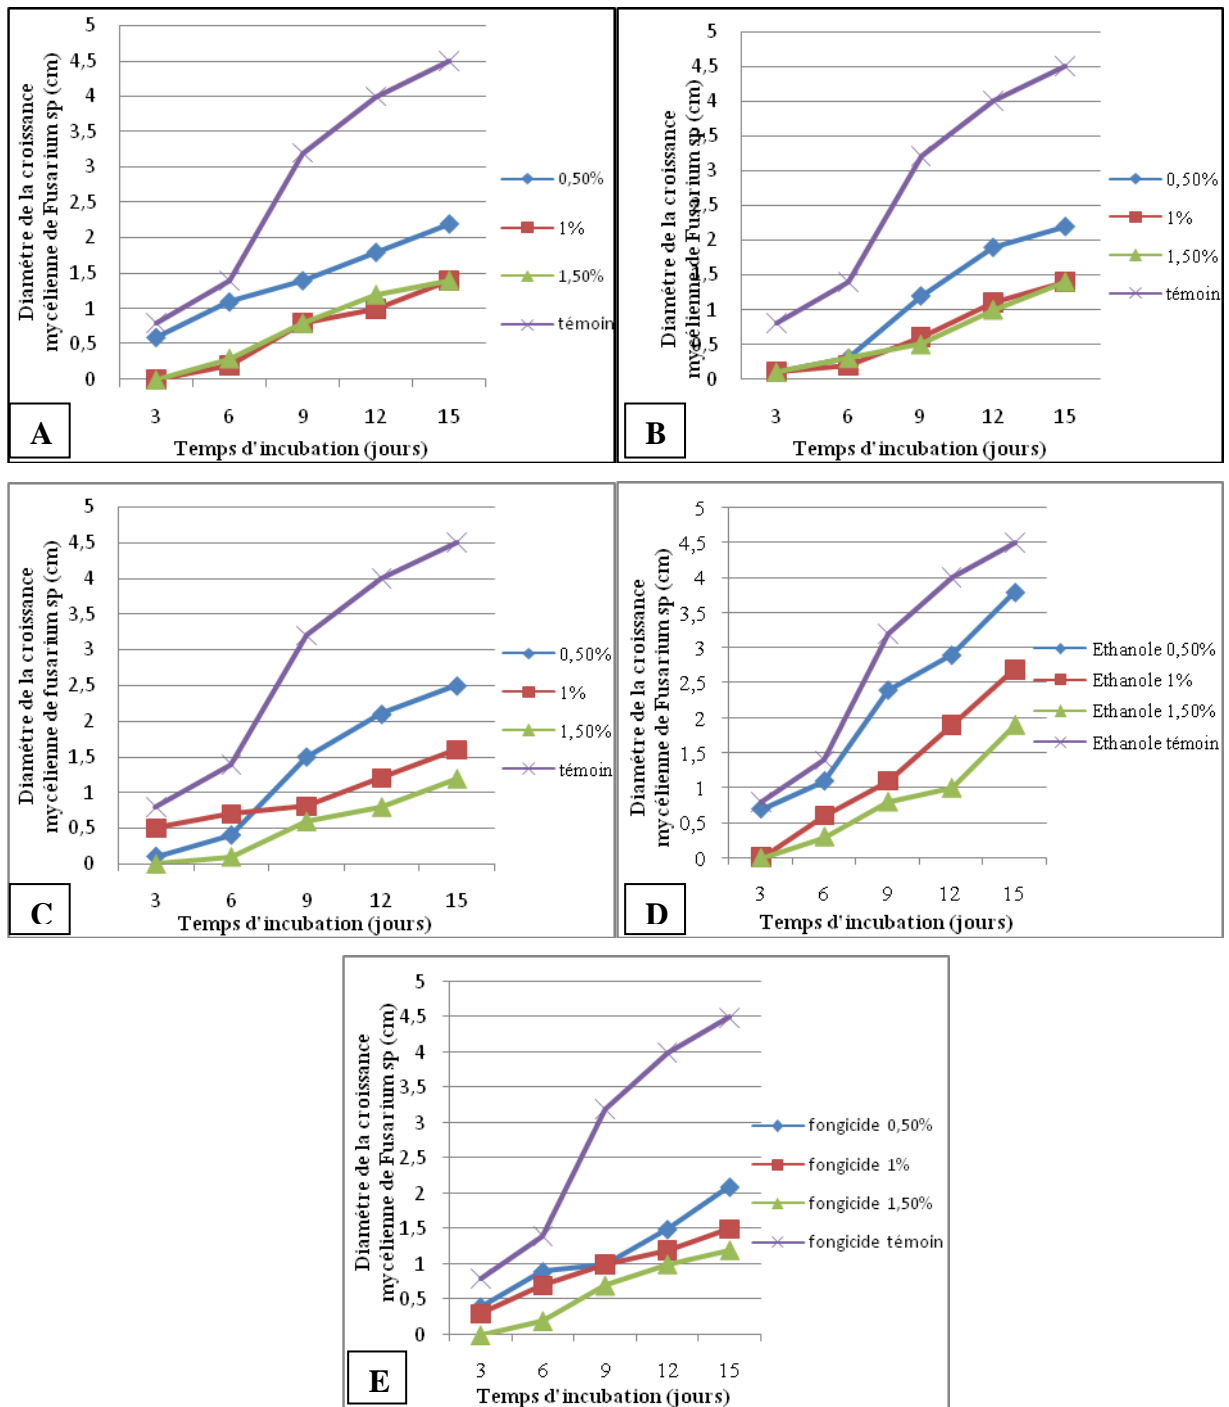 Diamétre de la croissance
mycélienne de Fusarium sp (cm)
5
4,5
4
3,5
3
2,5
2
1,5
1
0,5
0
3 6 9 12 15
Temps d'incubation (jours)
0,50%
1%
1,50%
témoin
A
Diamétre de la croissance
mycélienne de Fusarium sp (cm)
5
4,5
4
3,5
3
2,5
2
1,5
1
0,5
0
3 6 9 12 15
Temps d'incubation (jours)
0,50%
1%
1,50%
témoin
B
Diamétre de la croissance
mycélienne de fusarium sp (cm)
5
4,5
4
3,5
3
2,5
2
1,5
1
0,5
0
3 6 9 12 15
Temps d'incubation (jours)
0,50%
1%
1,50%
témoin
C
Diamétre de la croissance
mycélienne de Fusarium sp (cm)
5
4,5
4
3,5
3
2,5
2
1,5
1
0,5
0
3 6 9 12 15
Temps d'incubation (jours)
Ethanole 0,50%
Ethanole 1%
Ethanole 1,50%
Ethanole témoin
D
Diamétre de la croissance
mycélienne de Fusarium sp (cm)
5
4,5
4
3,5
3
2,5
2
1,5
1
0,5
0
3 6 9 12 15
Temps d'incubation (jours)
fongicide 0,50%
fongicide 1%
fongicide 1,50%
fongicide témoin
E